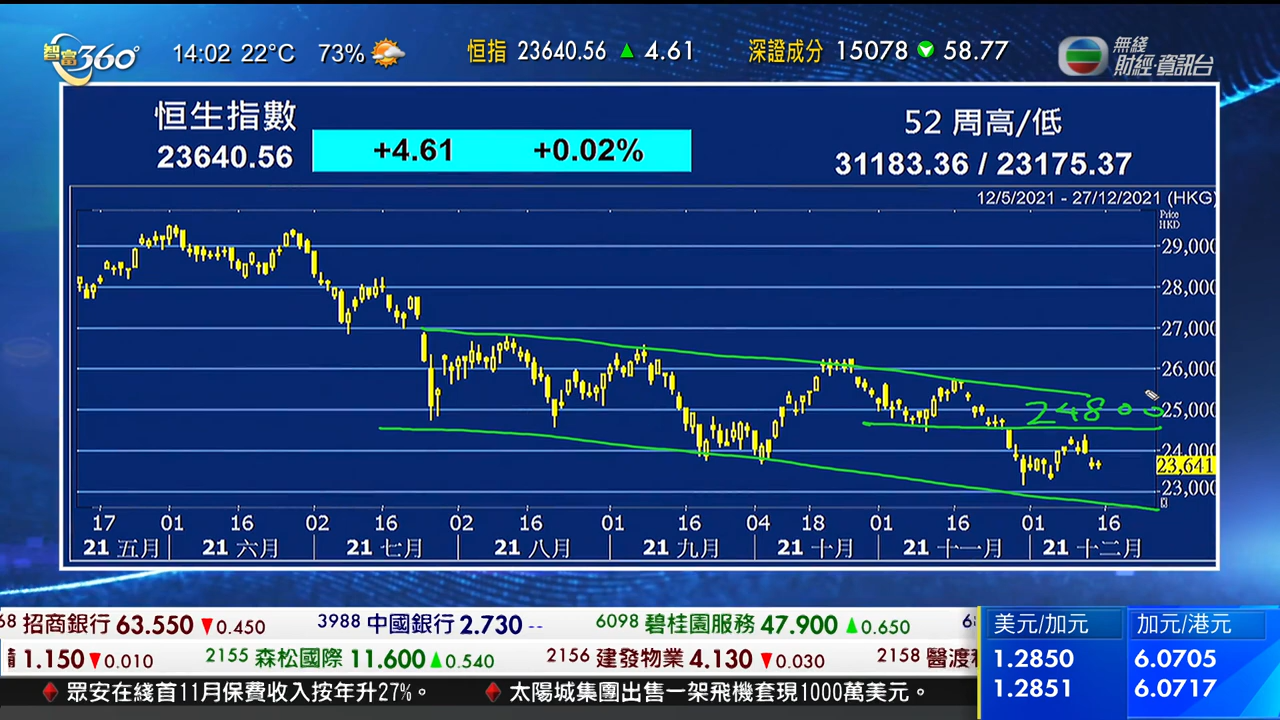 智富360°
14:02 22°C 73%
恒指 23640.56 ▲ 4.61 深證成分 15078 ▼ 58.77
無綫
財經·資訊台
恒生指數
23640.56
+4.61 +0.02%
52 周高/低
31183.36 / 23175.37
12/5/2021 - 27/12/2021 (HKG)
Price
HKD
29,000
28,000
27,000
26,000
25,000
24,000
23,641
23,000
24800
17 01 16 02 16 02 16 01 16 04 18 01 16 01 16
21 五月 21 六月 21 七月 21 八月 21 九月 21 十月 21 十一月 21 十二月
68 招商銀行 63.550 ▼ 0.450 3988 中國銀行 2.730 -- 6098 碧桂園服務 47.900 ▲ 0.650
1.150 ▼ 0.010 2155 森松國際 11.600 ▲ 0.540 2156 建發物業 4.130 ▼ 0.030 2158 醫渡
眾安在綫首11月保費收入按年升27%。 太陽城集團出售一架飛機套現1000萬美元。
美元/加元
1.2850
1.2851
加元/港元
6.0705
6.0717